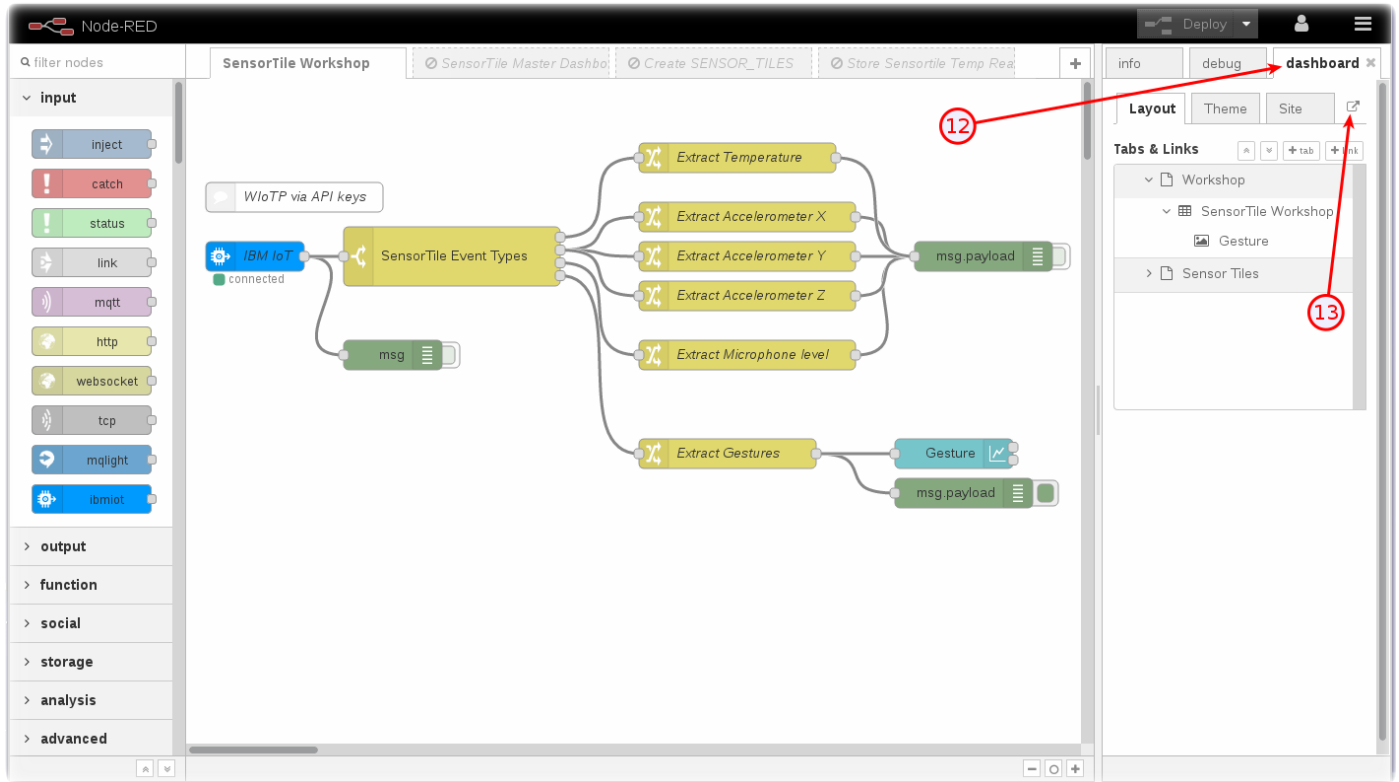 Node-RED
Deploy
filter nodes
SensorTile Workshop
SensorTile Master Dashbo
Create SENSOR_TILES
Store Sensortile Temp Rea
info
debug
dashboard
12
13
Layout
Theme
Site
Tabs & Links
tab
link
Workshop
SensorTile Workshop
Gesture
Sensor Tiles
input
inject
catch
status
link
mqtt
http
websocket
tcp
mqlight
ibmiot
output
function
social
storage
analysis
advanced
WIoTP via API keys
IBM IoT
connected
SensorTile Event Types
msg
Extract Temperature
Extract Accelerometer X
Extract Accelerometer Y
Extract Accelerometer Z
Extract Microphone level
msg.payload
Extract Gestures
Gesture
msg.payload